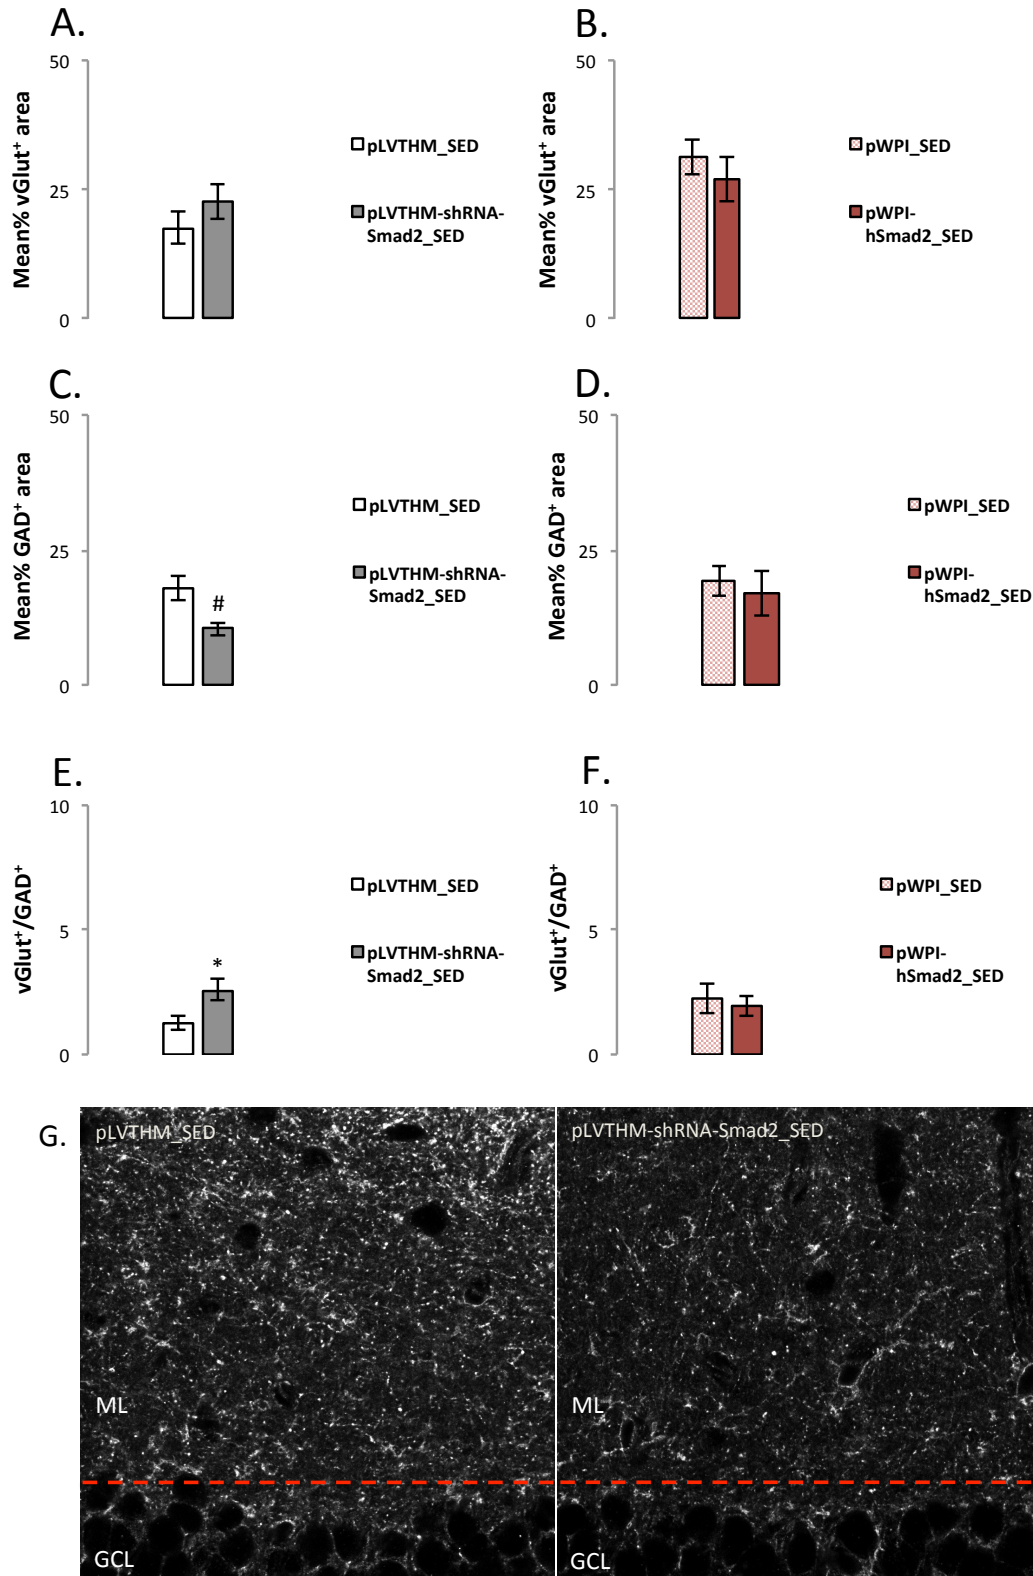 A.
Mean% vGlut⁺ area
50
25
0
pLVTHM_SED
pLVTHM-shRNA-
Smad2_SED
B.
Mean% vGlut⁺ area
50
25
0
pWPI_SED
pWPI-
hSmad2_SED
C.
Mean% GAD⁺ area
50
25
0
#
pLVTHM_SED
pLVTHM-shRNA-
Smad2_SED
D.
Mean% GAD⁺ area
50
25
0
pWPI_SED
pWPI-
hSmad2_SED
E.
vGlut⁺/GAD⁺
10
5
0
*
pLVTHM_SED
pLVTHM-shRNA-
Smad2_SED
F.
vGlut⁺/GAD⁺
10
5
0
pWPI_SED
pWPI-
hSmad2_SED
G.
pLVTHM_SED
ML
GCL
pLVTHM-shRNA-Smad2_SED
ML
GCL